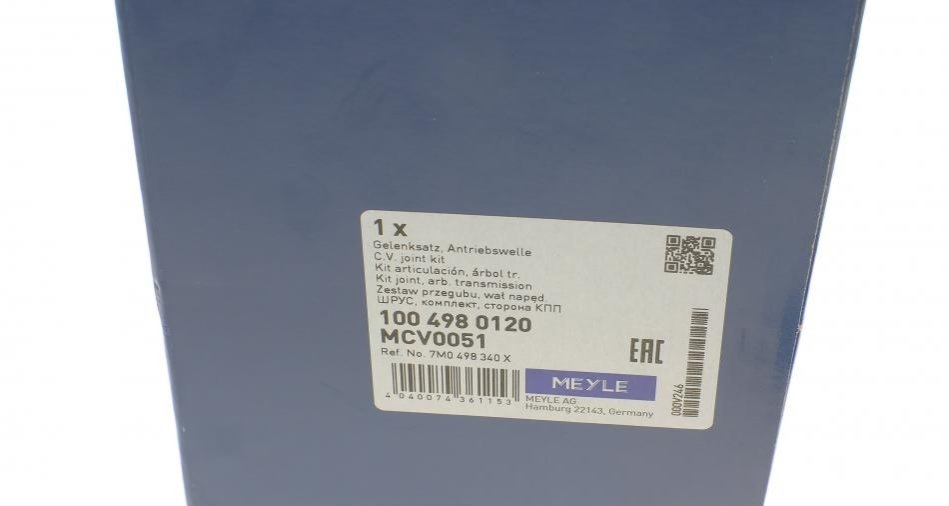 1 x
Gelenksatz, Antriebswelle
C.V. joint kit
Kit articulación, árbol tr.
Kit joint, arb. transmission
Zestaw przegubu, wał napęd.
ШРУС, комплект, сторона КПП
100 498 0120
MCV0051
Ref. No. 7M0 498 340 X
EAC
4 040074 361153
MEYLE
MEYLE AG
Hamburg 22143, Germany
000V246